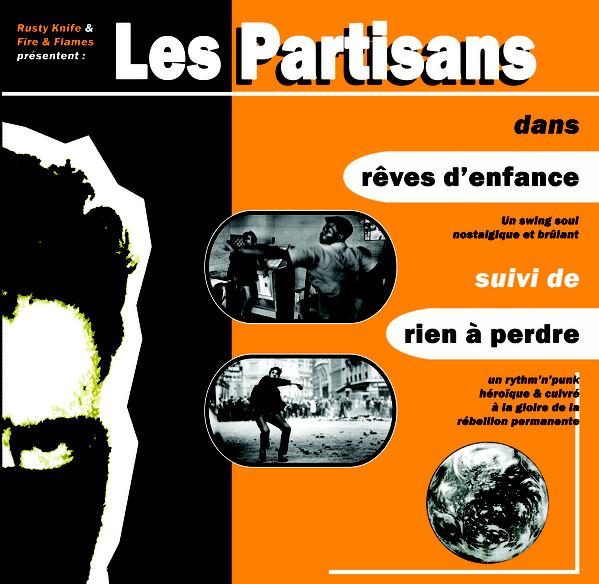 Rusty Knife &
Fire & Flames
présentent :
Les Partisans
dans
rêves d'enfance
Un swing soul
nostalgique et brûlant
suivi de
rien à perdre
un rythm'n'punk
héroïque & cuivré
à la gloire de la
rébellion permanente